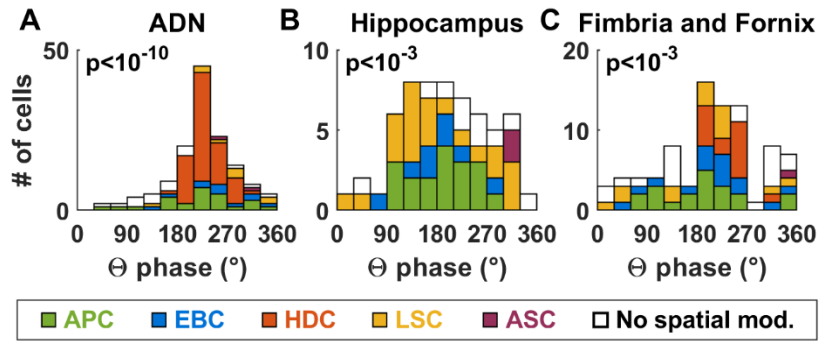 A ADN B Hippocampus C Fimbria and Fornix
50 10 20
p<10-10 p<10-3 p<10-3
# of cells
5 10
0 0 0
0 90 180 270 360 0 90 180 270 360 0 90 180 270 360
Θ phase (°) Θ phase (°) Θ phase (°)
APC EBC HDC LSC ASC No spatial mod.